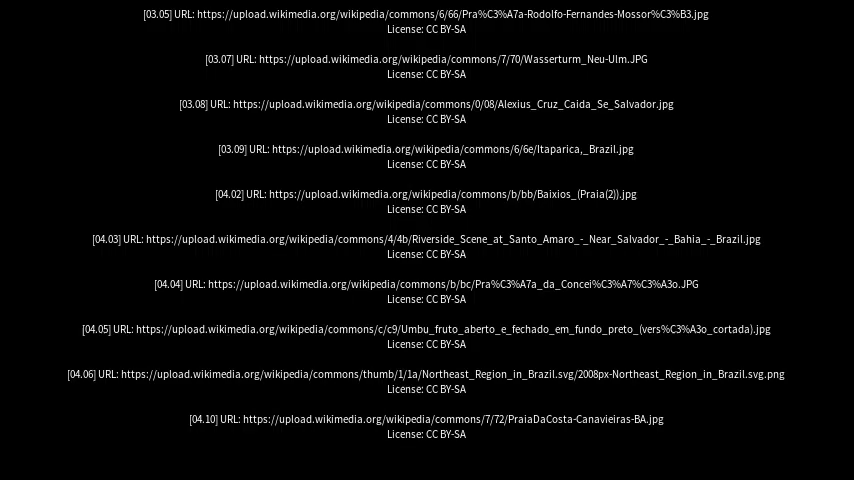 [03.05] URL: https://upload.wikimedia.org/wikipedia/commons/6/66/Pra%C3%A7a-Rodolfo-Fernandes-Mossor%C3%B3.jpg
License: CC BY-SA
[03.07] URL: https://upload.wikimedia.org/wikipedia/commons/7/70/Wasserturm_Neu-Ulm.JPG
License: CC BY-SA
[03.08] URL: https://upload.wikimedia.org/wikipedia/commons/0/08/Alexius_Cruz_Caida_Se_Salvador.jpg
License: CC BY-SA
[03.09] URL: https://upload.wikimedia.org/wikipedia/commons/6/6e/Itaparica,_Brazil.jpg
License: CC BY-SA
[04.02] URL: https://upload.wikimedia.org/wikipedia/commons/b/bb/Baixios_(Praia(2)).jpg
License: CC BY-SA
[04.03] URL: https://upload.wikimedia.org/wikipedia/commons/4/4b/Riverside_Scene_at_Santo_Amaro_-_Near_Salvador_-_Bahia_-_Brazil.jpg
License: CC BY-SA
[04.04] URL: https://upload.wikimedia.org/wikipedia/commons/b/bc/Pra%C3%A7a_da_Concei%C3%A7%C3%A3o.JPG
License: CC BY-SA
[04.05] URL: https://upload.wikimedia.org/wikipedia/commons/c/c9/Umbu_fruto_aberto_e_fechado_em_fundo_preto_(vers%C3%A3o_cortada).jpg
License: CC BY-SA
[04.06] URL: https://upload.wikimedia.org/wikipedia/commons/thumb/1/1a/Northeast_Region_in_Brazil.svg/2008px-Northeast_Region_in_Brazil.svg.png
License: CC BY-SA
[04.10] URL: https://upload.wikimedia.org/wikipedia/commons/7/72/PraiaDaCosta-Canavieiras-BA.jpg
License: CC BY-SA